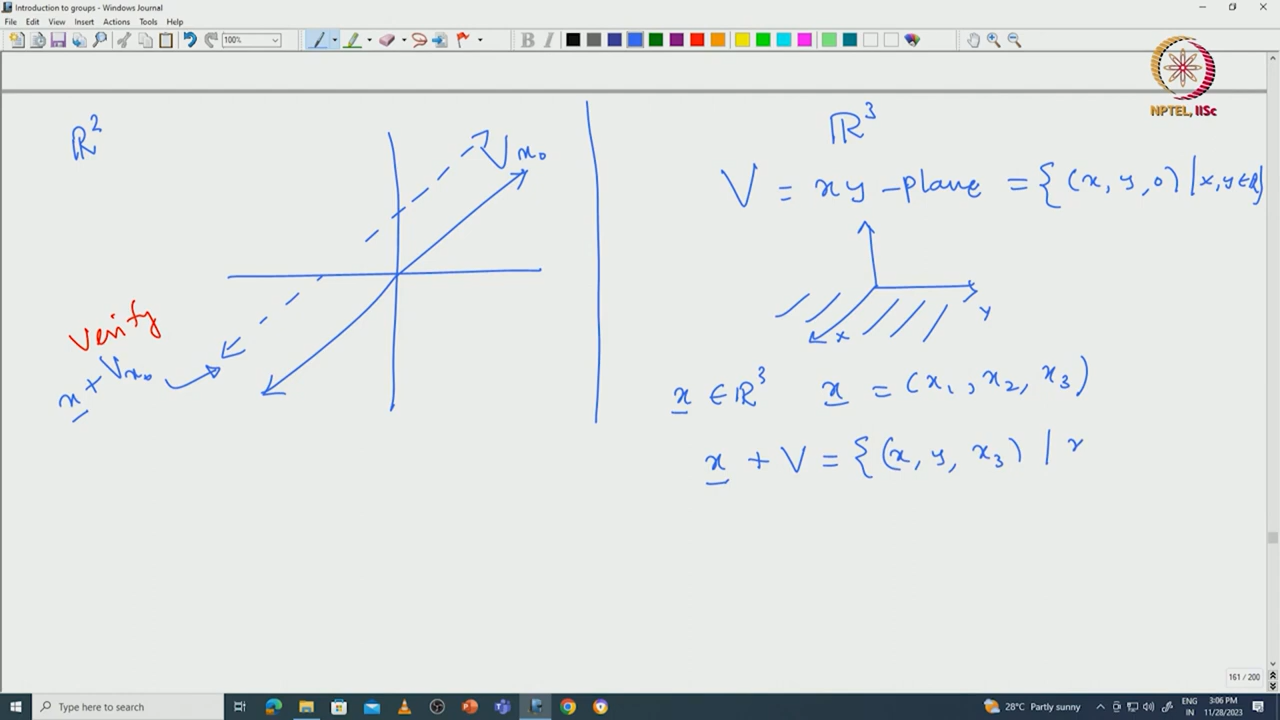 Introduction to groups - Windows Journal
File Edit View Insert Actions Tools Help
100%
B I
NPTEL, IISc
ℝ²
V_{x₀}
Verify
x + V_{x₀}
ℝ³
V = xy-plane = {(x, y, 0) | x, y ∈ ℝ}
y
x
x ∈ ℝ³ x = (x₁, x₂, x₃)
x + V = {(x, y, x₃) | x
161 / 200
Type here to search
28°C Partly sunny
ENG
IN
3:06 PM
11/28/2023